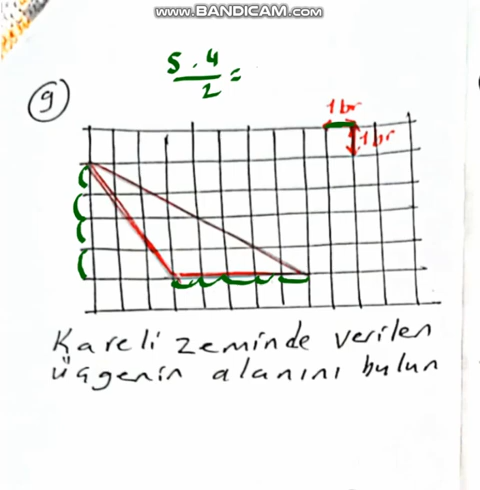 WWW.BANDICAM.COM
5.4/2=
9
1br
1br
Kareli zeminde verilen
üçgenin alanını bulun